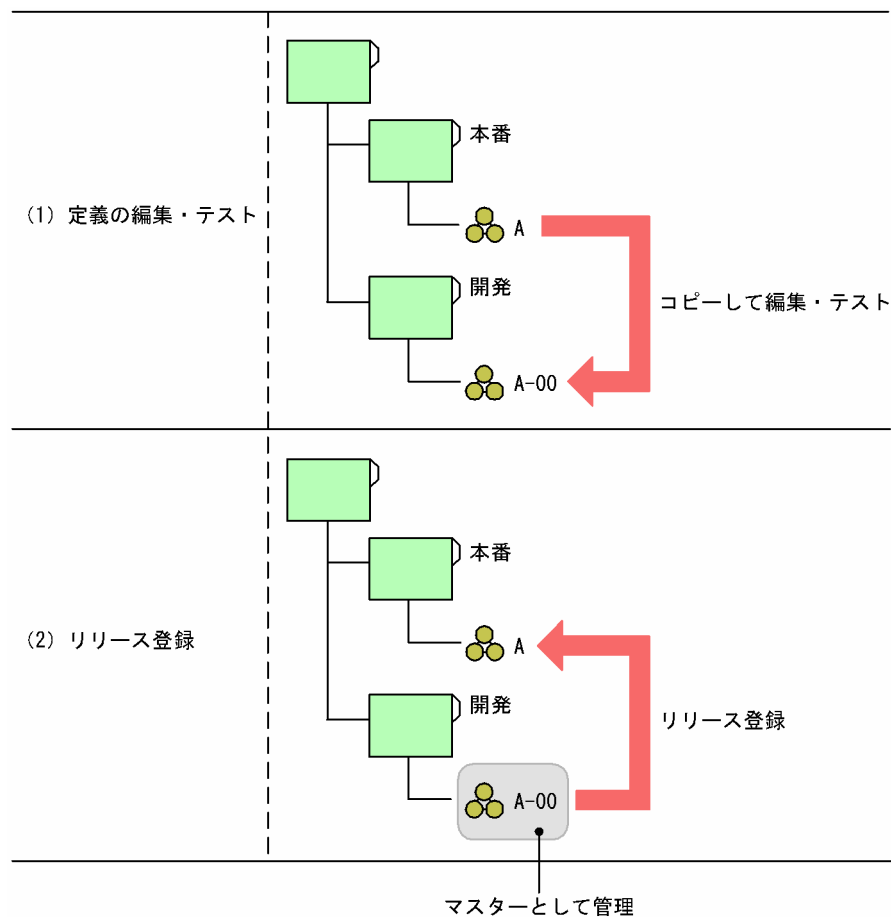 本番
(1) 定義の編集・テスト
A
開発
コピーして編集・テスト
A-00
本番
(2) リリース登録
A
開発
リリース登録
A-00
マスターとして管理